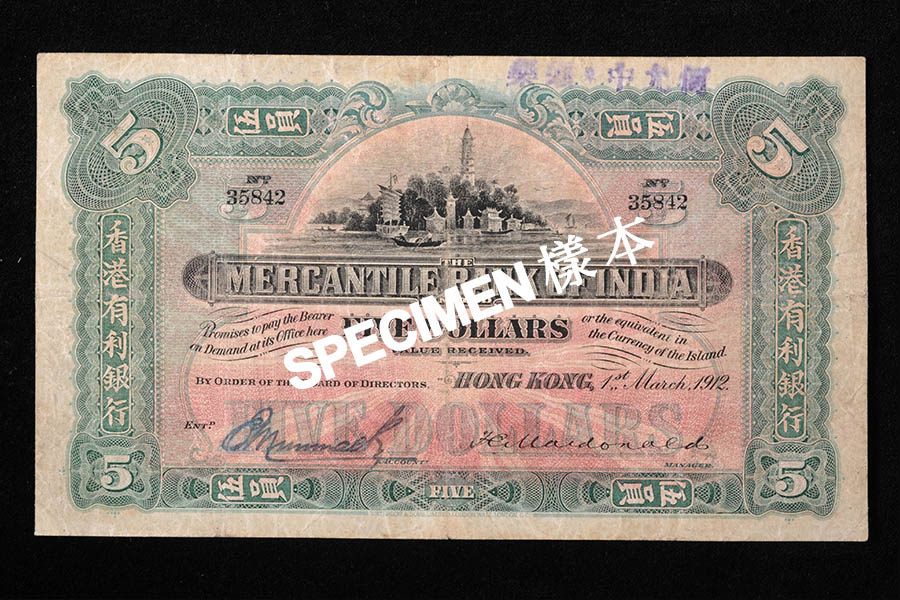 5
伍員
伍員
5
Nº
35842
Nº
35842
THE
MERCANTILE BANK OF INDIA
SPECIMEN 樣本
Promises to pay the Bearer
on Demand at its Office here
FIVE DOLLARS
or the equivalent in
the Currency of the Island.
VALUE RECEIVED.
BY ORDER OF THE BOARD OF DIRECTORS.
HONG KONG, 1st March, 1912.
FIVE DOLLARS
香港有利銀行
香港有利銀行
ENTD
ACCOUNT
MANAGER
5
伍員
FIVE
伍員
5